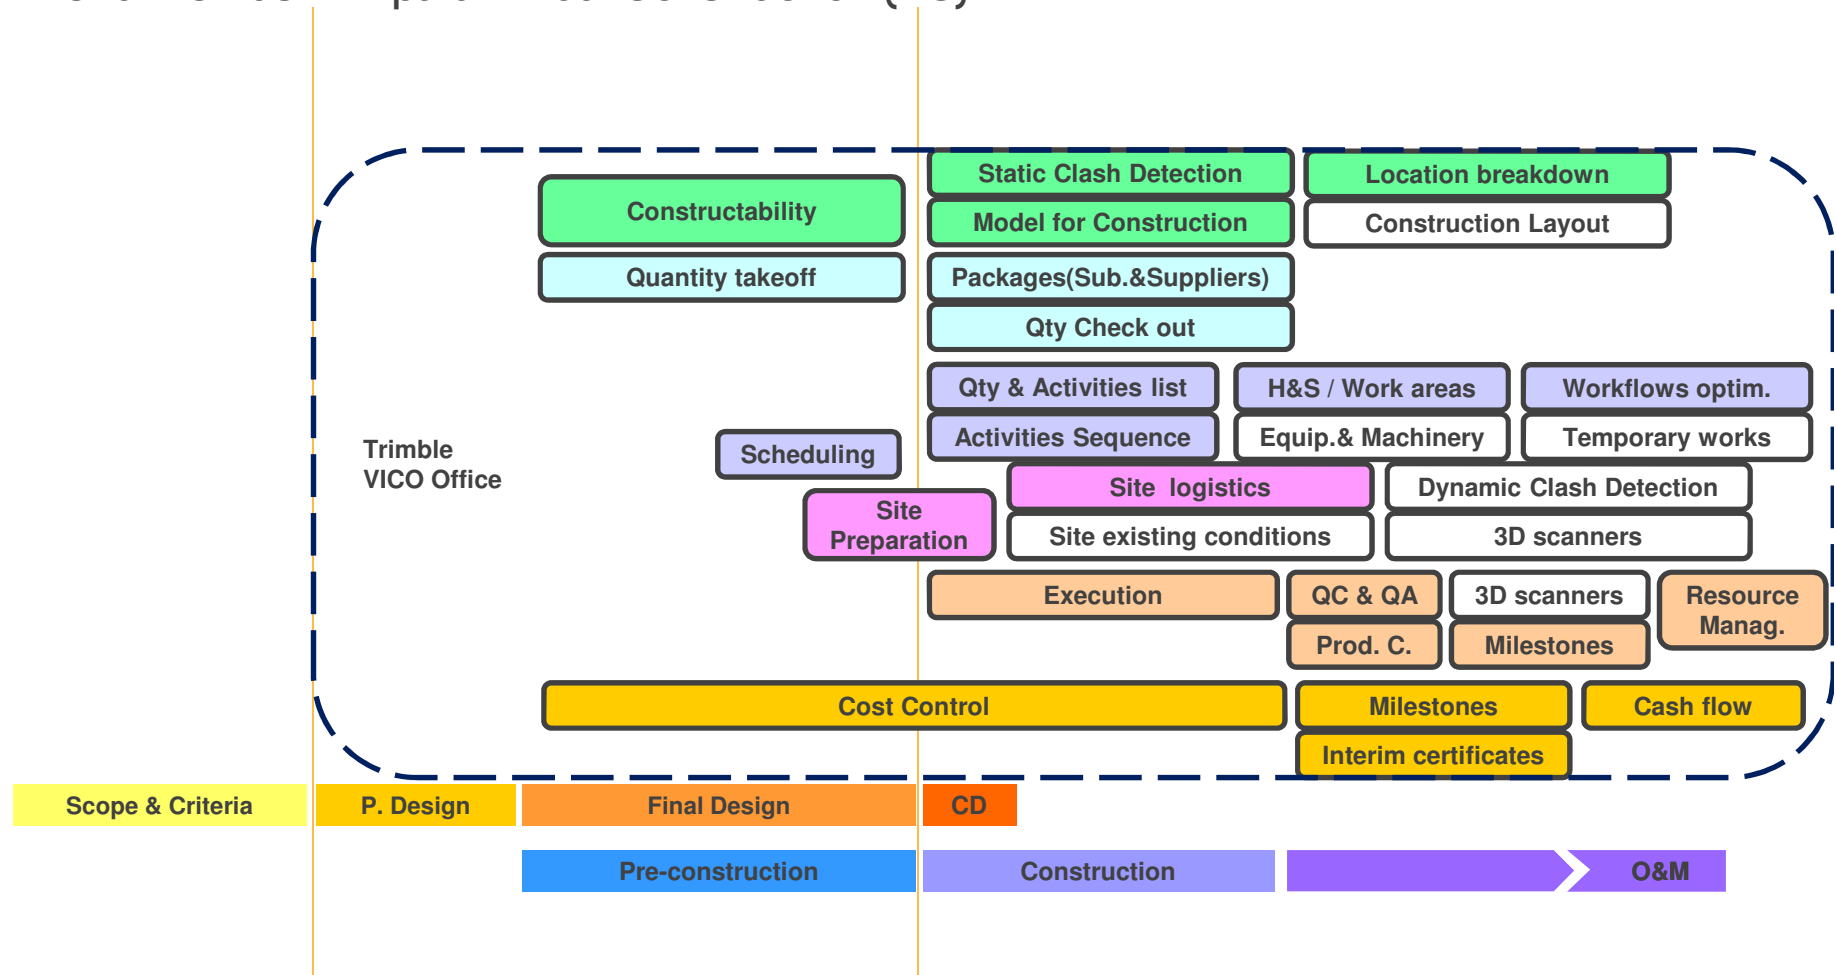 Static Clash Detection
Location breakdown
Constructability
Model for Construction
Construction Layout
Quantity takeoff
Packages(Sub.&Suppliers)
Qty Check out
Qty & Activities list
H&S / Work areas
Workflows optim.
Activities Sequence
Equip.& Machinery
Temporary works
Trimble
VICO Office
Scheduling
Site logistics
Dynamic Clash Detection
Site
Preparation
Site existing conditions
3D scanners
Execution
QC & QA
3D scanners
Resource
Manag.
Prod. C.
Milestones
Cost Control
Milestones
Cash flow
Interim certificates
Scope & Criteria
P. Design
Final Design
CD
Pre-construction
Construction
O&M